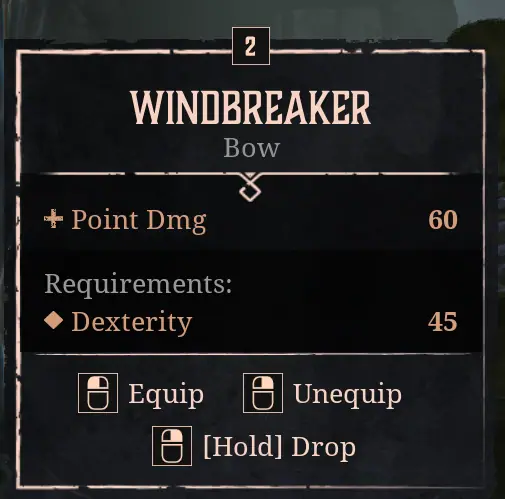 2
WINDBREAKER
Bow
Point Dmg 60
Requirements:
Dexterity 45
Equip Unequip
[Hold] Drop